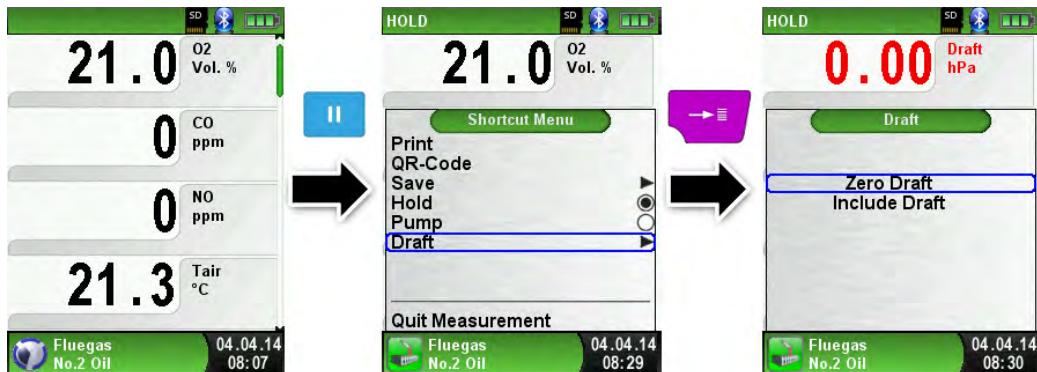 SD
21.0 O2
Vol. %
0 CO
ppm
0 NO
ppm
21.3 Tair
°C
Fluegas 04.04.14
No.2 Oil 08:07
HOLD SD
21.0 O2
Vol. %
Shortcut Menu
Print
QR-Code
Save
Hold
Pump
Draft
Quit Measurement
Fluegas 04.04.14
No.2 Oil 08:29
HOLD SD
0.00 Draft
hPa
Draft
Zero Draft
Include Draft
Fluegas 04.04.14
No.2 Oil 08:30